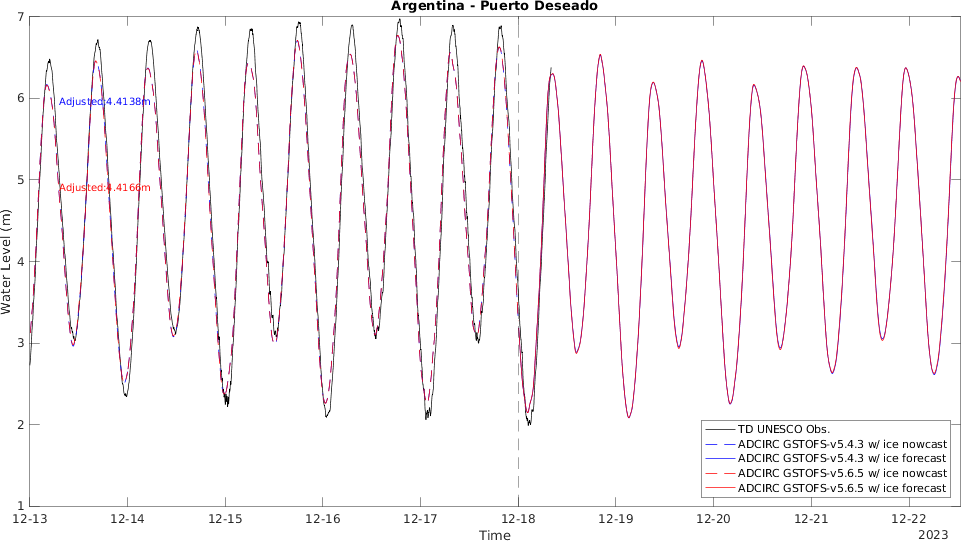 Argentina - Puerto Deseado
7
6
5
4
3
2
1
Water Level (m)
Adjusted:4.4138m
Adjusted:4.4166m
TD UNESCO Obs.
ADCIRC GSTOFS-v5.4.3 w/ ice nowcast
ADCIRC GSTOFS-v5.4.3 w/ ice forecast
ADCIRC GSTOFS-v5.6.5 w/ ice nowcast
ADCIRC GSTOFS-v5.6.5 w/ ice forecast
12-13 12-14 12-15 12-16 12-17 12-18 12-19 12-20 12-21 12-22
Time
2023